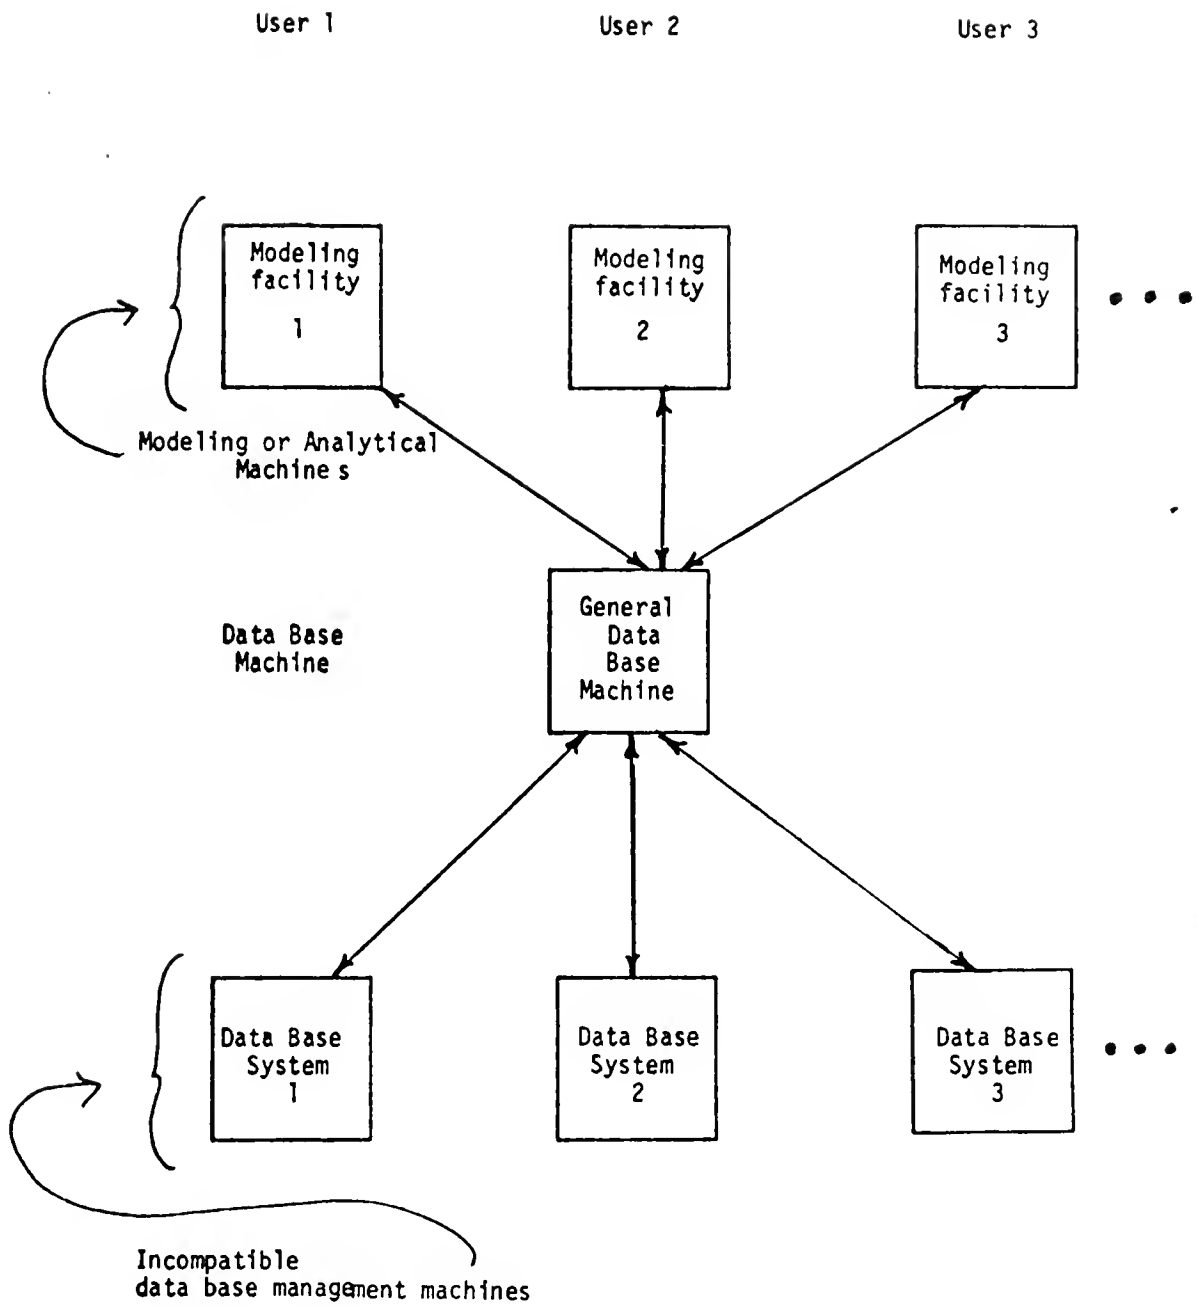 User 1
User 2
User 3
Modeling
facility
1
Modeling
facility
2
Modeling
facility
3
Modeling or Analytical
Machines
Data Base
Machine
General
Data
Base
Machine
Data Base
System
1
Data Base
System
2
Data Base
System
3
Incompatible
data base management machines